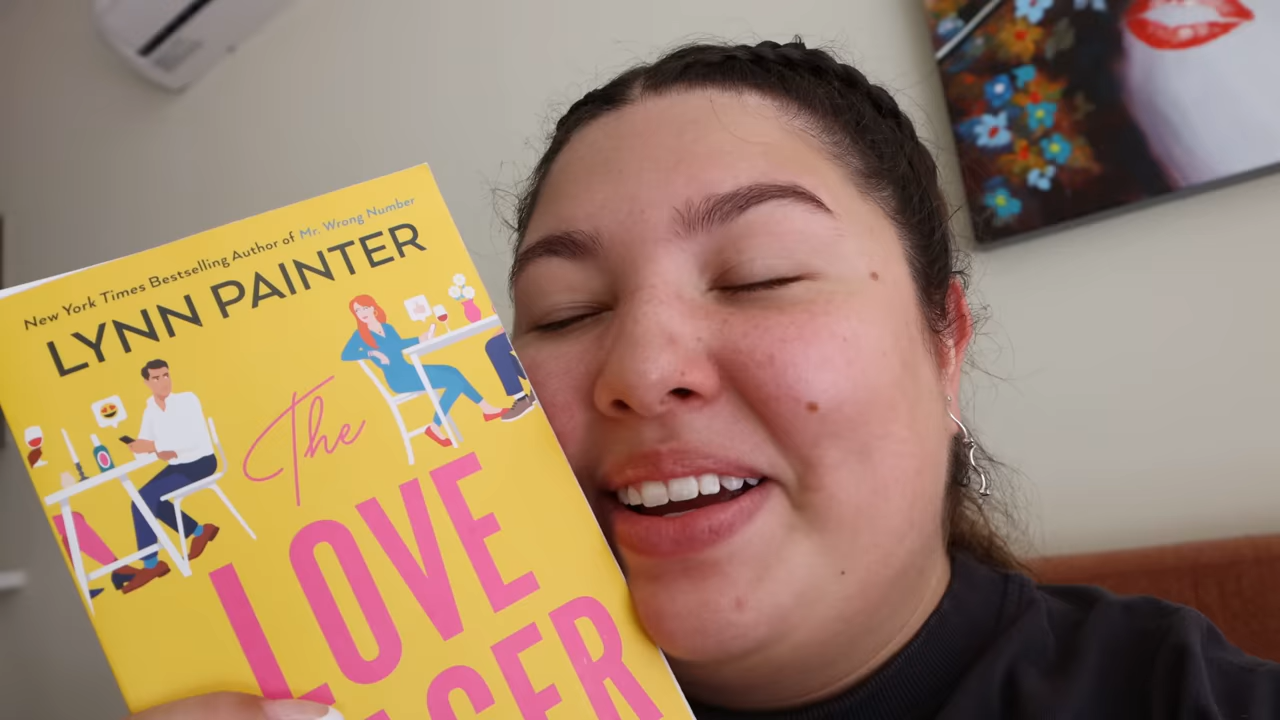 New York Times Bestselling Author of Mr. Wrong Number
LYNN PAINTER
The
LOVE